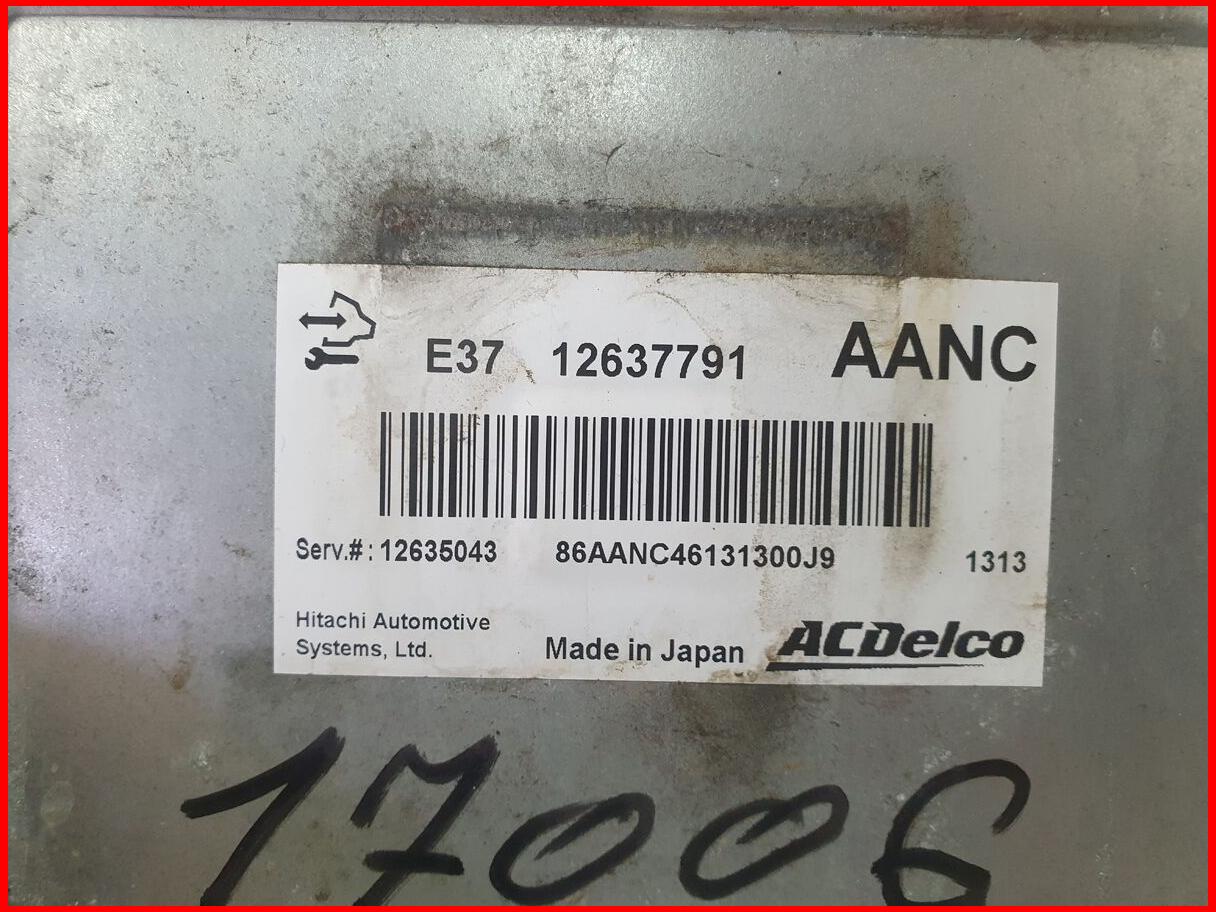 E37 12637791 AANC
Serv.#: 12635043 86AANC46131300J9 1313
Hitachi Automotive
Systems, Ltd.
Made in Japan ACDelco
17006